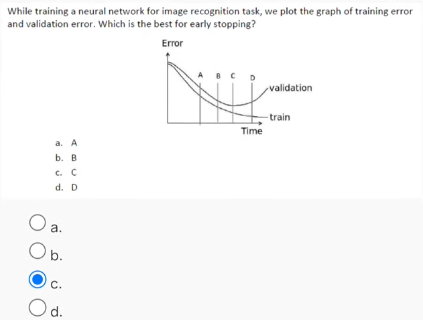 While training a neural network for image recognition task, we plot the graph of training error
and validation error. Which is the best for early stopping?
Error
A B C D
validation
train
Time
a. A
b. B
c. C
d. D
a.
b.
c.
d.